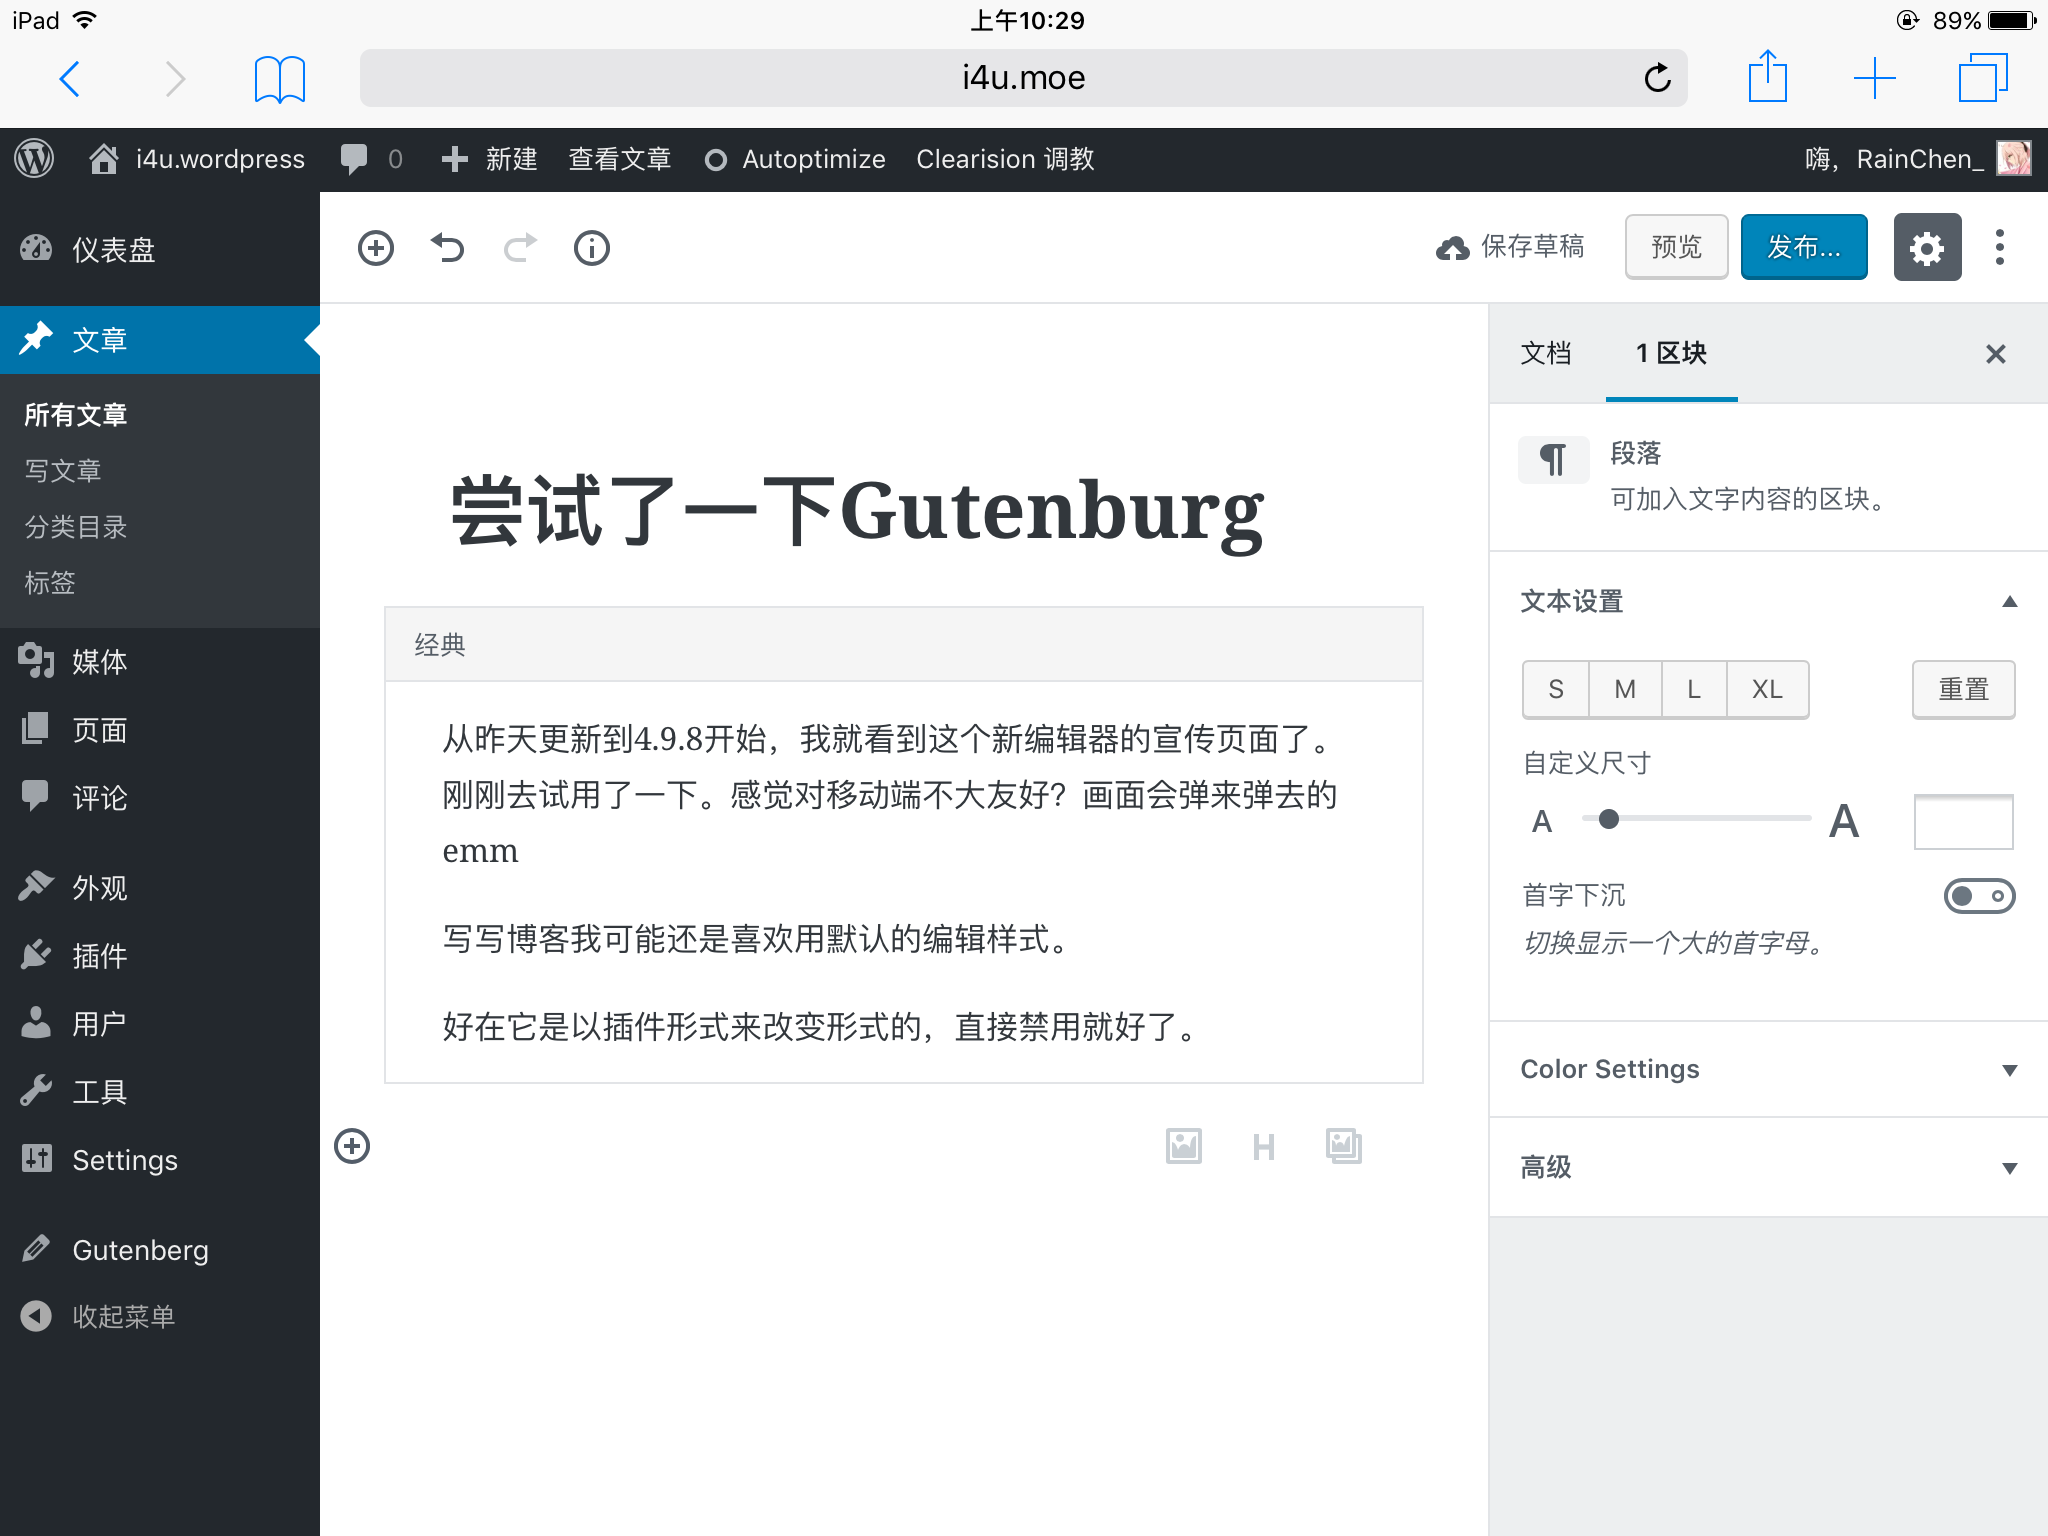 iPad
上午10:29
89%
i4u.moe
i4u.wordpress
0
新建
查看文章
Autoptimize
Clearision 调教
嗨，RainChen_
仪表盘
文章
所有文章
写文章
分类目录
标签
媒体
页面
评论
外观
插件
用户
工具
Settings
Gutenberg
收起菜单
保存草稿
预览
发布...
尝试了一下Gutenburg
经典
从昨天更新到4.9.8开始，我就看到这个新编辑器的宣传页面了。
刚刚去试用了一下。感觉对移动端不大友好？画面会弹来弹去的
emm
写写博客我可能还是喜欢用默认的编辑样式。
好在它是以插件形式来改变形式的，直接禁用就好了。
H
文档
1 区块
段落
可加入文字内容的区块。
文本设置
S
M
L
XL
重置
自定义尺寸
A
A
首字下沉
切换显示一个大的首字母。
Color Settings
高级